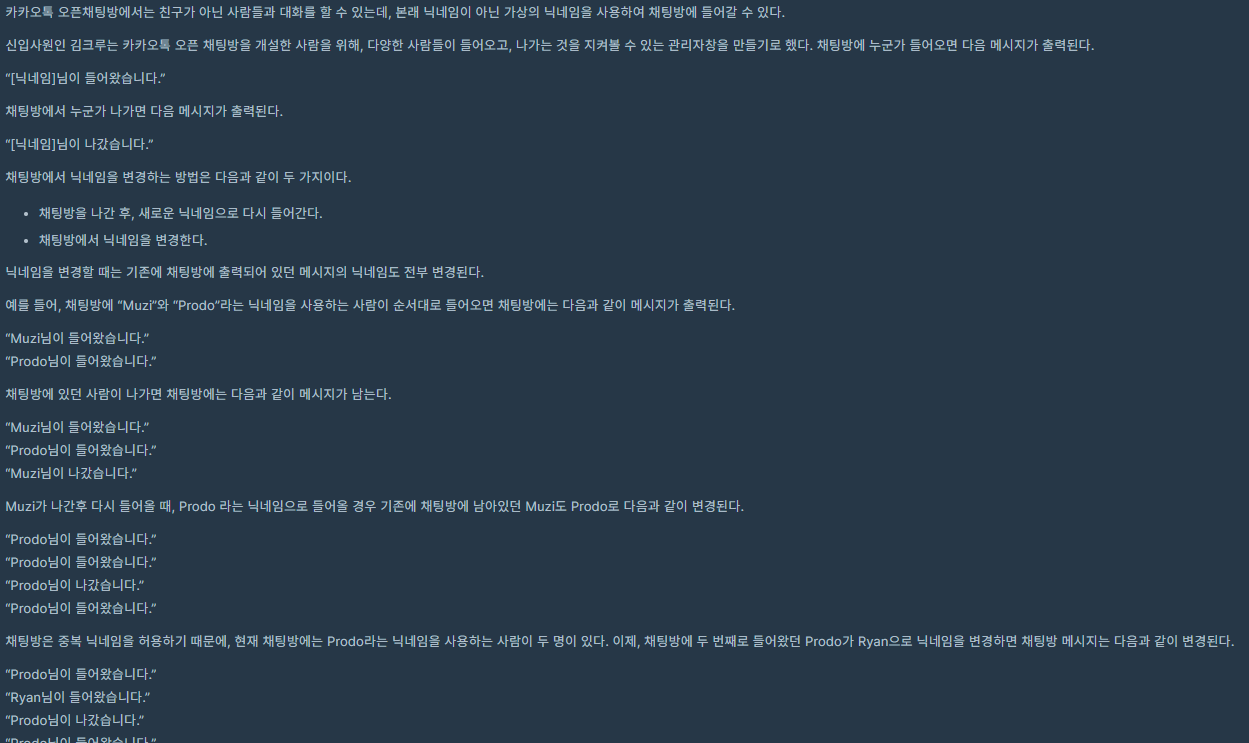 카카오톡 오픈채팅방에서는 친구가 아닌 사람들과 대화를 할 수 있는데, 본래 닉네임이 아닌 가상의 닉네임을 사용하여 채팅방에 들어갈 수 있다.
신입사원인 김크루는 카카오톡 오픈 채팅방을 개설한 사람을 위해, 다양한 사람들이 들어오고, 나가는 것을 지켜볼 수 있는 관리자창을 만들기로 했다. 채팅방에 누군가 들어오면 다음 메시지가 출력된다.
“[닉네임]님이 들어왔습니다.”
채팅방에서 누군가 나가면 다음 메시지가 출력된다.
“[닉네임]님이 나갔습니다.”
채팅방에서 닉네임을 변경하는 방법은 다음과 같이 두 가지이다.
• 채팅방을 나간 후, 새로운 닉네임으로 다시 들어간다.
• 채팅방에서 닉네임을 변경한다.
닉네임을 변경할 때는 기존에 채팅방에 출력되어 있던 메시지의 닉네임도 전부 변경된다.
예를 들어, 채팅방에 “Muzi”와 “Prodo”라는 닉네임을 사용하는 사람이 순서대로 들어오면 채팅방에는 다음과 같이 메시지가 출력된다.
“Muzi님이 들어왔습니다.”
“Prodo님이 들어왔습니다.”
채팅방에 있던 사람이 나가면 채팅방에는 다음과 같이 메시지가 남는다.
“Muzi님이 들어왔습니다.”
“Prodo님이 들어왔습니다.”
“Muzi님이 나갔습니다.”
Muzi가 나간후 다시 들어올 때, Prodo 라는 닉네임으로 들어올 경우 기존에 채팅방에 남아있던 Muzi도 Prodo로 다음과 같이 변경된다.
“Prodo님이 들어왔습니다.”
“Prodo님이 들어왔습니다.”
“Prodo님이 나갔습니다.”
“Prodo님이 들어왔습니다.”
채팅방은 중복 닉네임을 허용하기 때문에, 현재 채팅방에는 Prodo라는 닉네임을 사용하는 사람이 두 명이 있다. 이제, 채팅방에 두 번째로 들어왔던 Prodo가 Ryan으로 닉네임을 변경하면 채팅방 메시지는 다음과 같이 변경된다.
“Prodo님이 들어왔습니다.”
“Ryan님이 들어왔습니다.”
“Prodo님이 나갔습니다.”
“Prodo님이 들어왔습니다.”